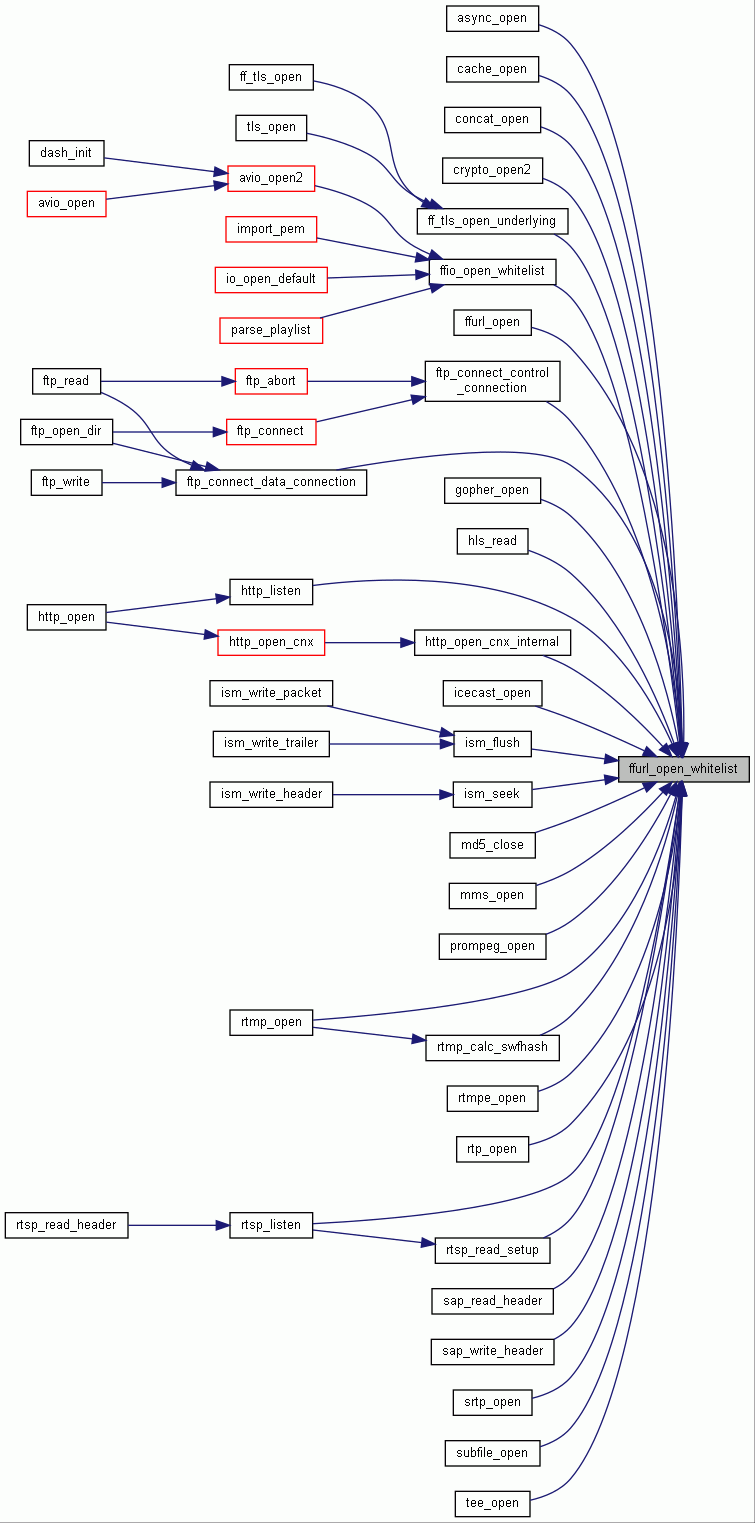 async_open
cache_open
ff_tls_open
concat_open
tls_open
dash_init
crypto_open2
avio_open2
avio_open
ff_tls_open_underlying
import_pem
ffio_open_whitelist
io_open_default
ffurl_open
parse_playlist
ftp_connect_control
_connection
ftp_read
ftp_abort
ftp_open_dir
ftp_connect
ftp_write
ftp_connect_data_connection
gopher_open
hls_read
http_listen
http_open
http_open_cnx
http_open_cnx_internal
ism_write_packet
icecast_open
ism_write_trailer
ism_flush
ffurl_open_whitelist
ism_write_header
ism_seek
md5_close
mms_open
prompeg_open
rtmp_open
rtmp_calc_swfhash
rtmpe_open
rtp_open
rtsp_read_header
rtsp_listen
rtsp_read_setup
sap_read_header
sap_write_header
srtp_open
subfile_open
tee_open